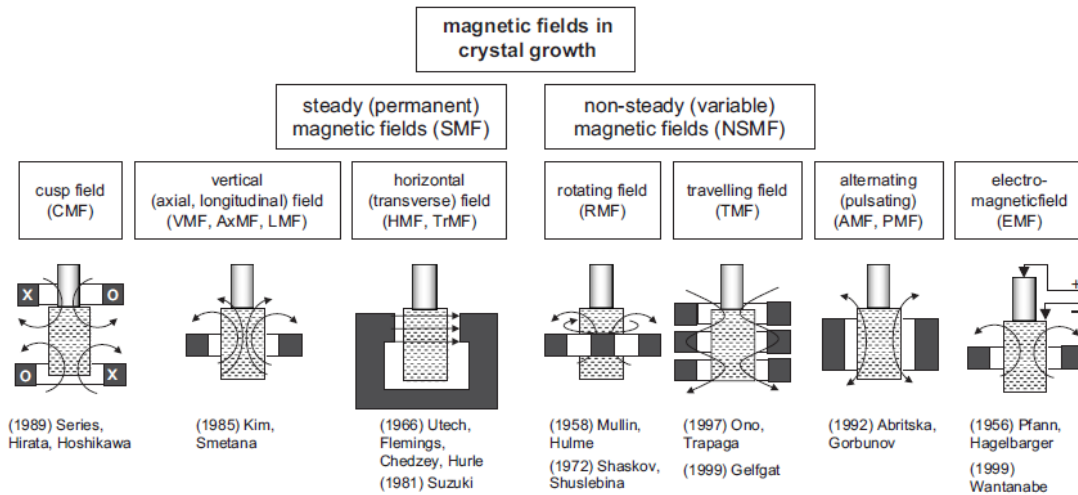 magnetic fields in
crystal growth
steady (permanent)
magnetic fields (SMF)
non-steady (variable)
magnetic fields (NSMF)
cusp field
(CMF)
vertical
(axial, longitudinal) field
(VMF, AxMF, LMF)
horizontal
(transverse) field
(HMF, TrMF)
rotating field
(RMF)
travelling field
(TMF)
alternating
(pulsating)
(AMF, PMF)
electro-
magneticfield
(EMF)
X
O
O
X
+
−
(1989) Series,
Hirata, Hoshikawa
(1985) Kim,
Smetana
(1966) Utech,
Flemings,
Chedzey, Hurle
(1981) Suzuki
(1958) Mullin,
Hulme
(1972) Shaskov,
Shuslebina
(1997) Ono,
Trapaga
(1999) Gelfgat
(1992) Abritska,
Gorbunov
(1956) Pfann,
Hagelbarger
(1999)
Wantanabe